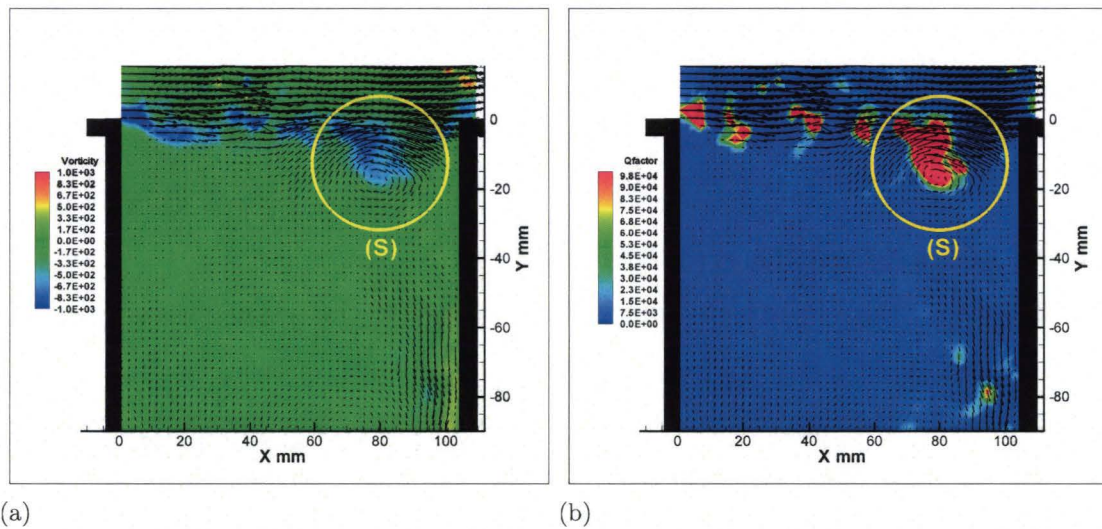 Vorticity
1.0E+03
8.3E+02
6.7E+02
5.0E+02
3.3E+02
1.7E+02
0.0E+00
-1.7E+02
-3.3E+02
-5.0E+02
-6.7E+02
-8.3E+02
-1.0E+03
(S)
0
-20
-40
-60
-80
Y mm
0
20
40
60
80
100
X mm
(a)
Qfactor
9.8E+04
9.0E+04
8.3E+04
7.5E+04
6.8E+04
6.0E+04
5.3E+04
4.5E+04
3.8E+04
3.0E+04
2.3E+04
1.5E+04
7.5E+03
0.0E+00
(S)
0
-20
-40
-60
-80
Y mm
0
20
40
60
80
100
X mm
(b)